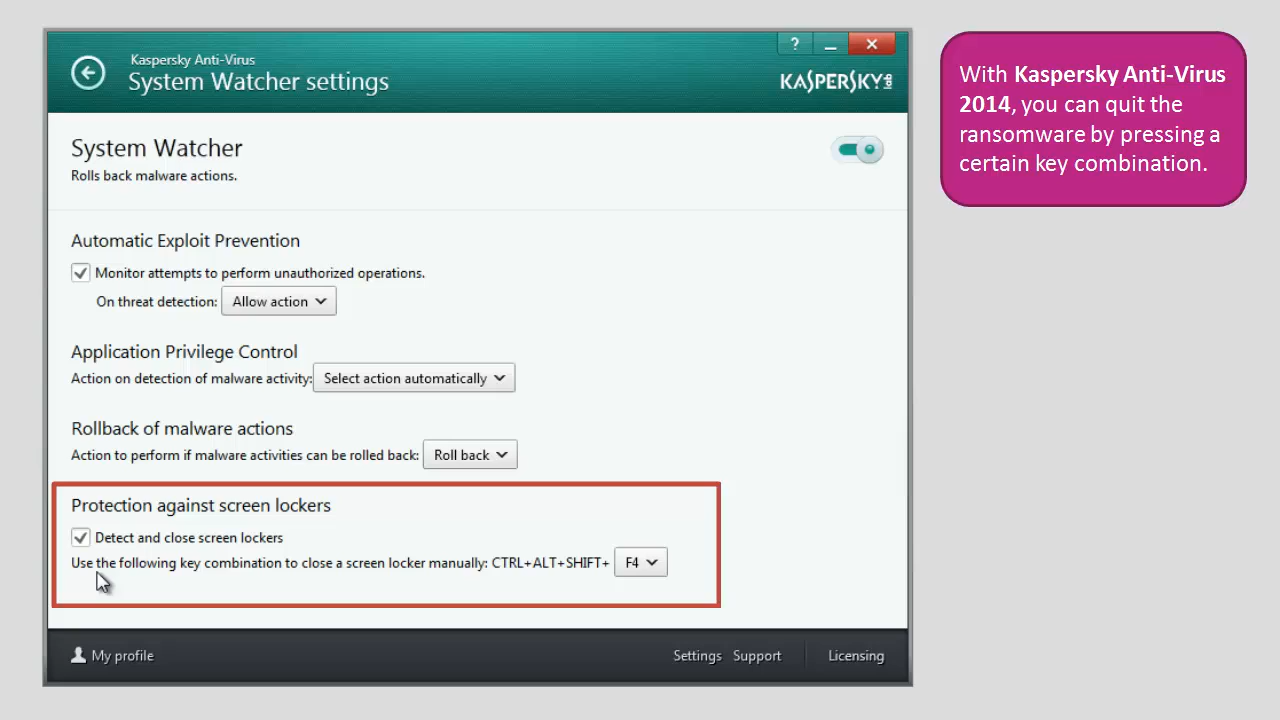 Kaspersky Anti-Virus
System Watcher settings
?
KASPERSKY LAB
System Watcher
Rolls back malware actions.
Automatic Exploit Prevention
Monitor attempts to perform unauthorized operations.
On threat detection: Allow action
Application Privilege Control
Action on detection of malware activity: Select action automatically
Rollback of malware actions
Action to perform if malware activities can be rolled back: Roll back
Protection against screen lockers
Detect and close screen lockers
Use the following key combination to close a screen locker manually: CTRL+ALT+SHIFT+ F4
My profile
Settings Support Licensing
With Kaspersky Anti-Virus
2014, you can quit the
ransomware by pressing a
certain key combination.